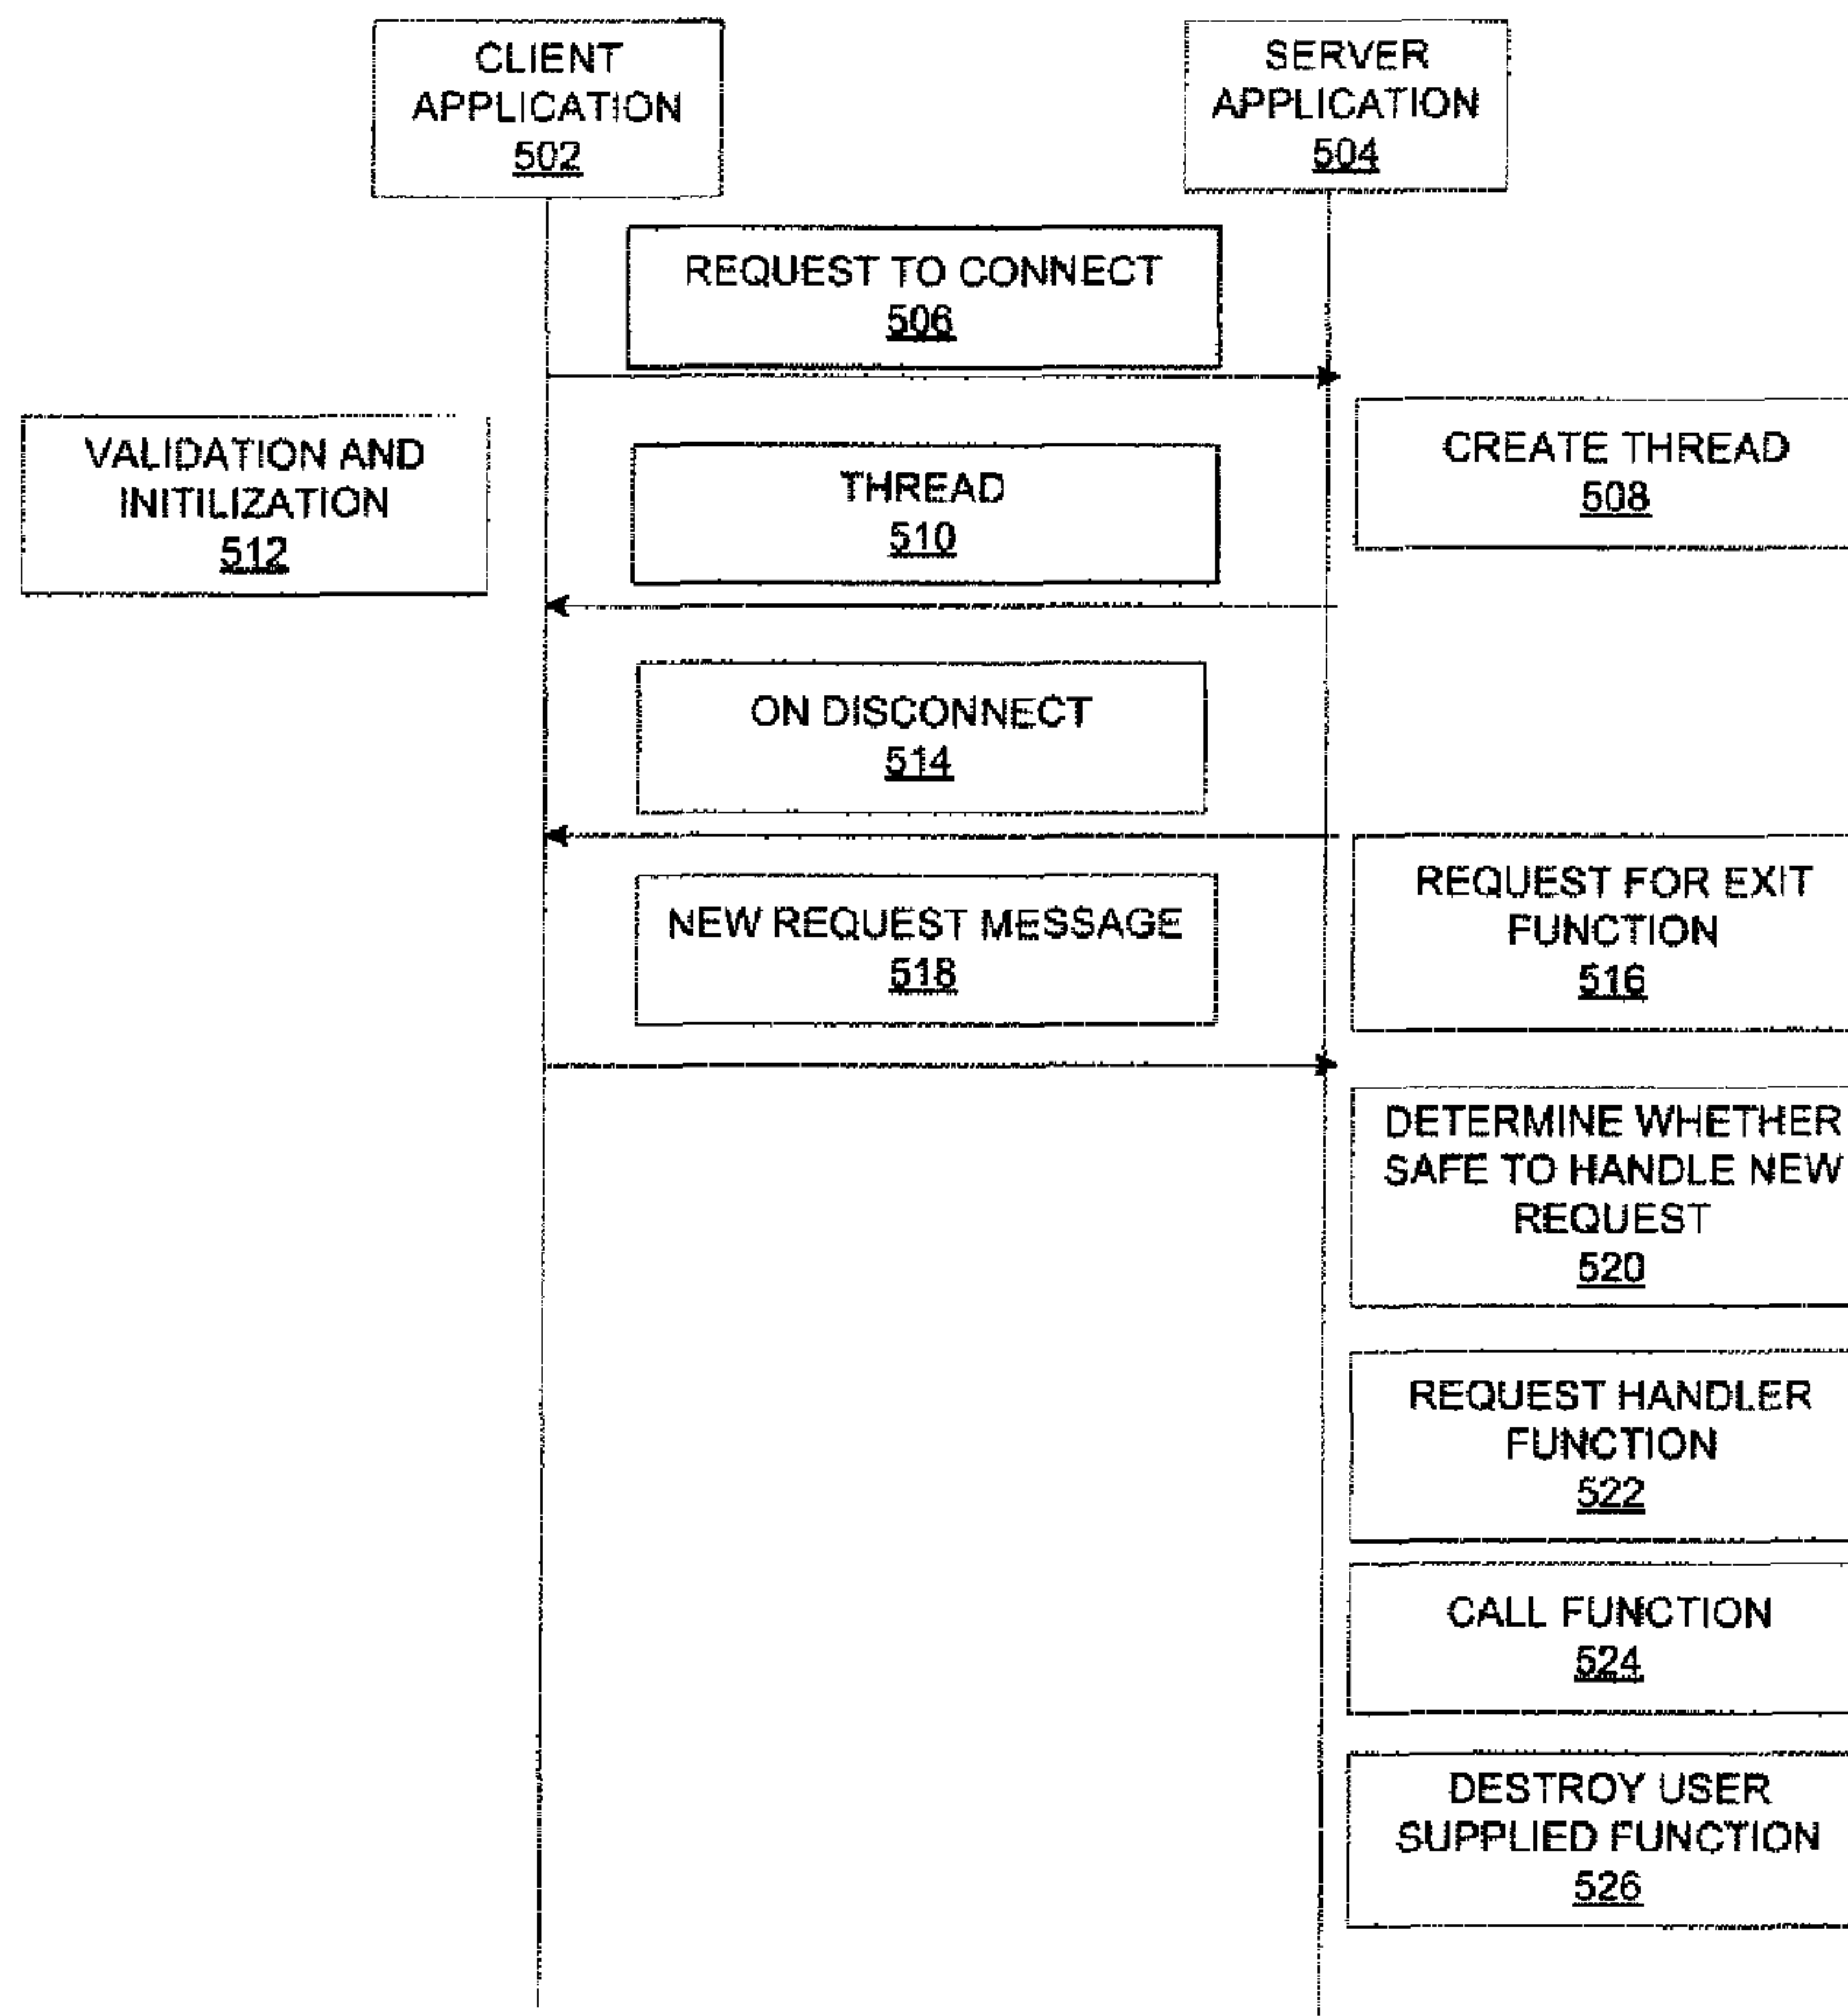 CLIENT
APPLICATION
502
SERVER
APPLICATION
504
REQUEST TO CONNECT
506
VALIDATION AND
INITILIZATION
512
THREAD
510
CREATE THREAD
508
ON DISCONNECT
514
NEW REQUEST MESSAGE
518
REQUEST FOR EXIT
FUNCTION
516
DETERMINE WHETHER
SAFE TO HANDLE NEW
REQUEST
520
REQUEST HANDLER
FUNCTION
522
CALL FUNCTION
524
DESTROY USER
SUPPLIED FUNCTION
526